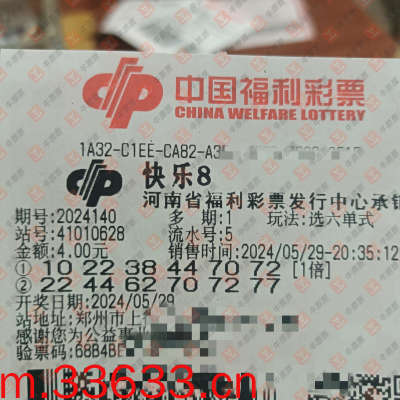 中国福利彩票
CHINA WELFARE LOTTERY
1A32-C1EE-CA82-A3
快乐8
河南省福利彩票发行中心承销
期号:2024140 多期:1 玩法:选六单式
站号:41010628 流水号:5
金额:4.00元 销售时间:2024/05/29-20:35:12
① 10 22 38 44 70 72 [1倍]
② 22 44 62 70 72 77
开奖日期:2024/05/29
站地址:郑州市上
感谢您为公益事业
验票码:68B4BE
m.33633.cn